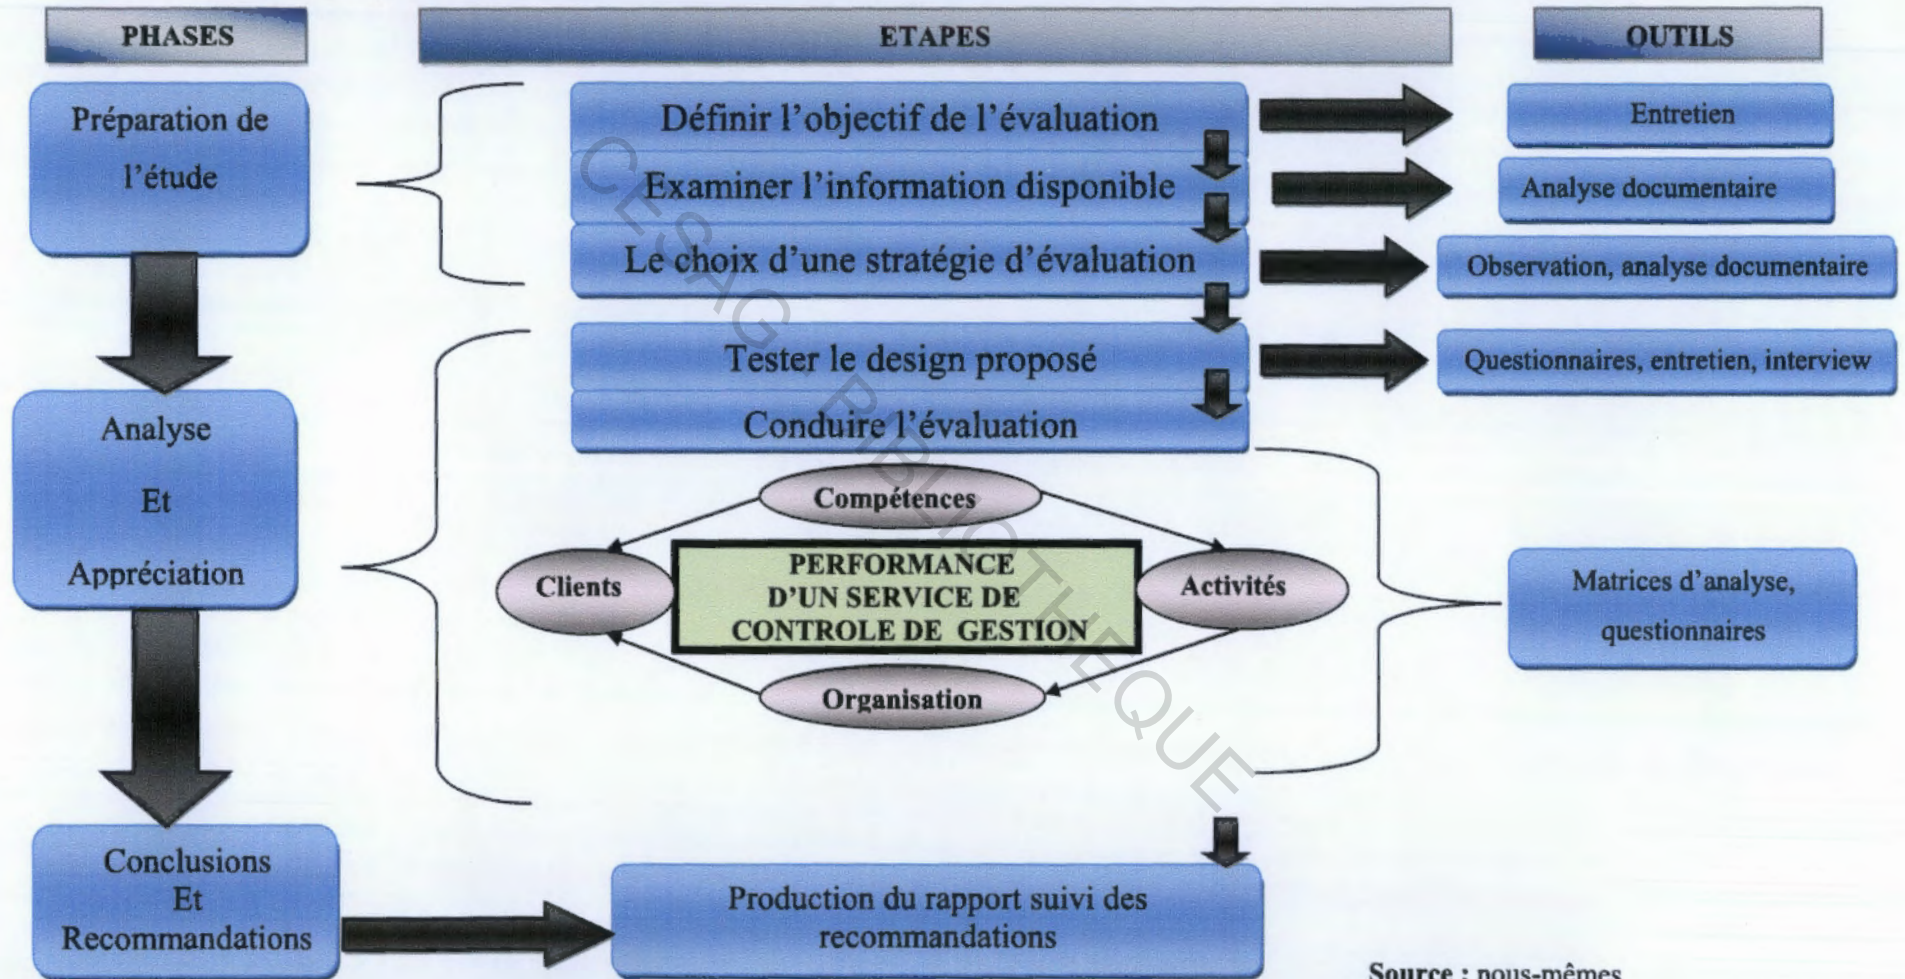 PHASES
ETAPES
OUTILS
Préparation de
l'étude
Définir l'objectif de l'évaluation
Entretien
Examiner l'information disponible
Analyse documentaire
Le choix d'une stratégie d'évaluation
Observation, analyse documentaire
Tester le design proposé
Questionnaires, entretien, interview
Conduire l'évaluation
Analyse
Et
Appréciation
Compétences
Clients
PERFORMANCE
D'UN SERVICE DE
CONTROLE DE GESTION
Activités
Organisation
Matrices d'analyse,
questionnaires
Conclusions
Et
Recommandations
Production du rapport suivi des
recommandations
Source : nous-mêmes
CESAG - BIBLIOTHEQUE